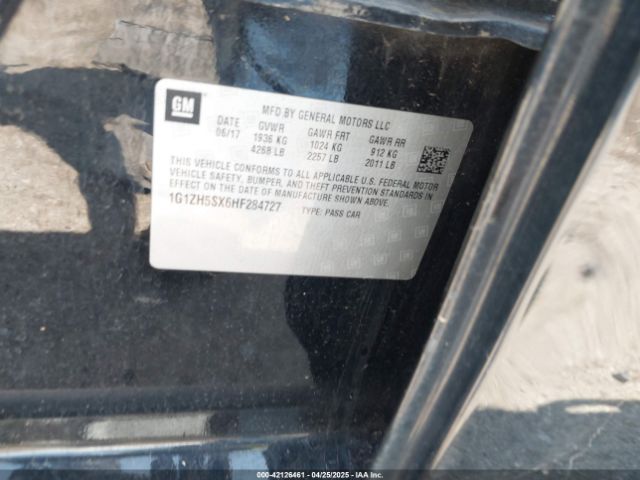 GM
MFD BY GENERAL MOTORS LLC
DATE GVWR GAWR FRT GAWR RR
06/17 1936 KG 1024 KG 912 KG
4268 LB 2257 LB 2011 LB
THIS VEHICLE CONFORMS TO ALL APPLICABLE U.S. FEDERAL MOTOR
VEHICLE SAFETY, BUMPER, AND THEFT PREVENTION STANDARDS IN
EFFECT ON THE DATE OF MANUFACTURE SHOWN ABOVE.
1G1ZH5SX6HF284727 TYPE: PASS CAR
000-42126461 - 04/25/2025 - IAAI.com